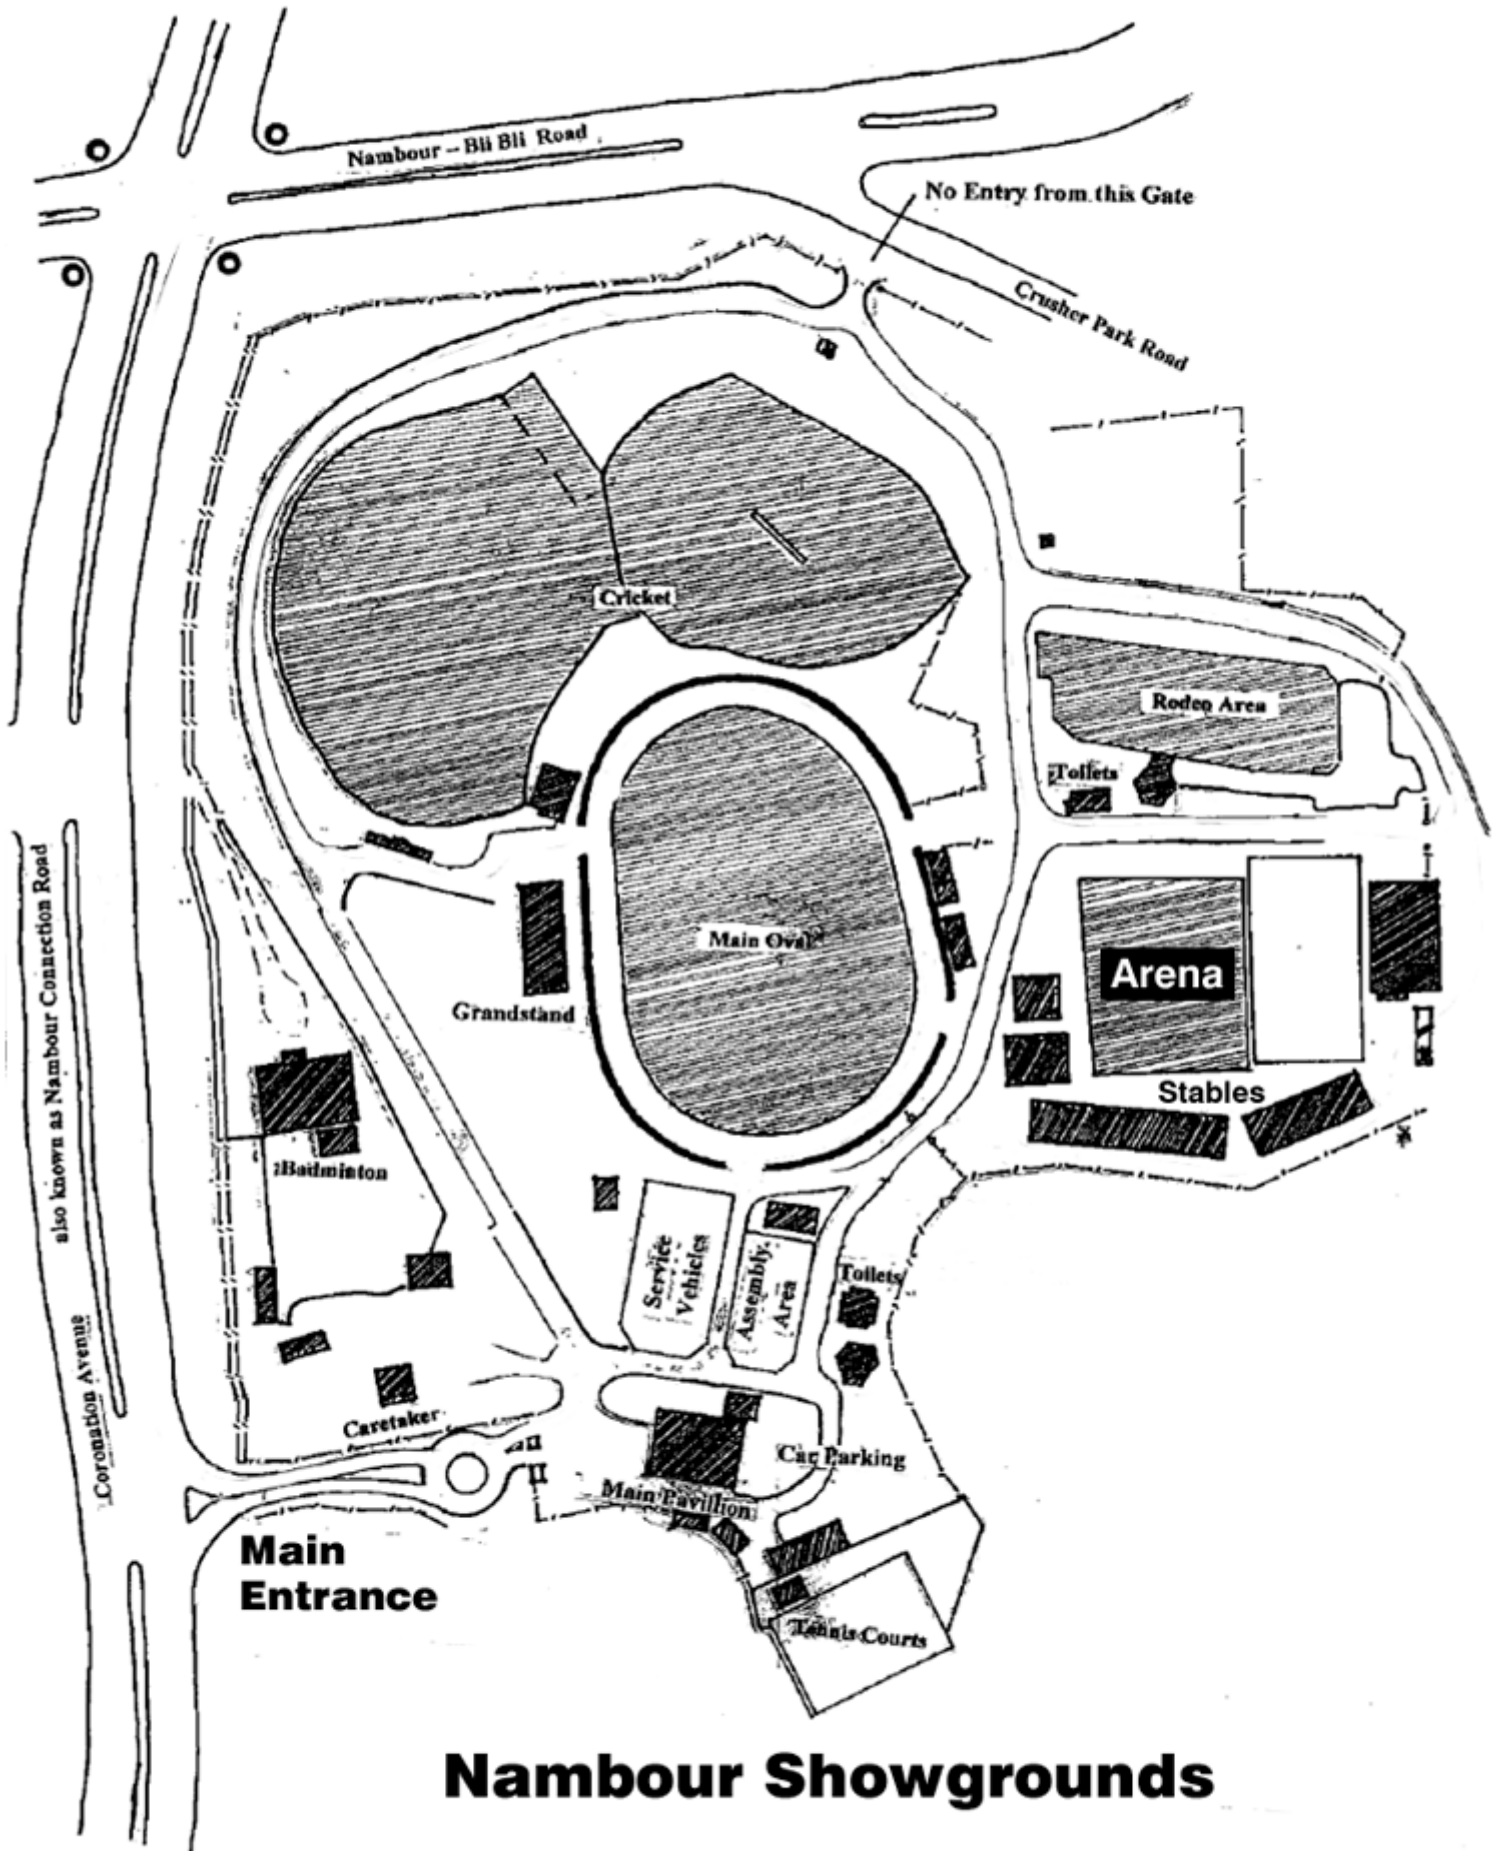 Nambour - Bli Bli Road
No Entry from this Gate
Crusher Park Road
Cricket
Rodeo Area
Toilets
Main Oval
Arena
Grandstand
Stables
also known as Nambour Connection Road
Badminton
Service
Vehicles
Assembly
Area
Toilets
Coronation Avenue
Caretaker
Car Parking
Main Pavillion
Main
Entrance
Tennis Courts
Nambour Showgrounds